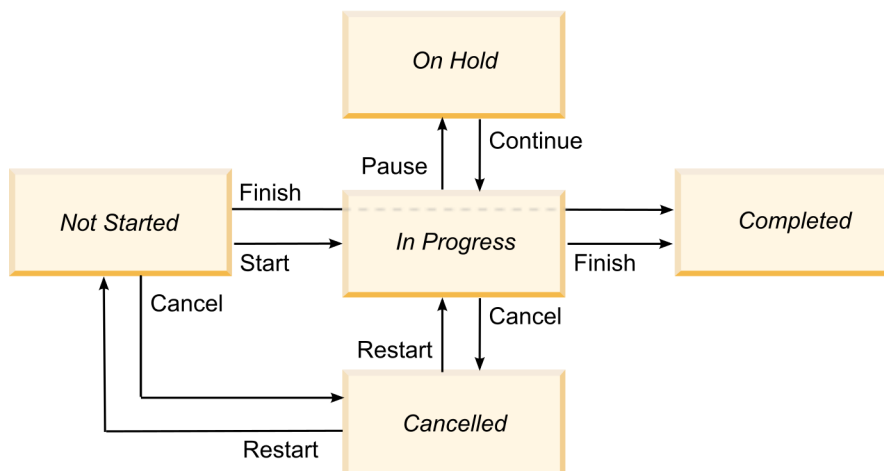 On Hold
Continue
Pause
Not Started
Finish
Start
In Progress
Completed
Finish
Cancel
Cancel
Restart
Cancelled
Restart